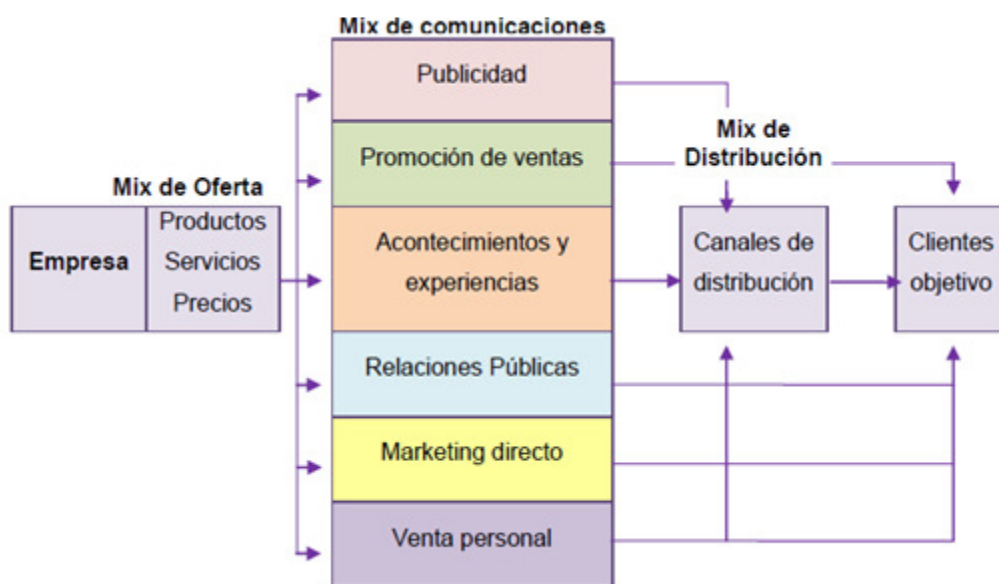 Mix de comunicaciones
Publicidad
Promoción de ventas
Acontecimientos y
experiencias
Relaciones Públicas
Marketing directo
Venta personal
Mix de Oferta
Empresa
Productos
Servicios
Precios
Mix de
Distribución
Canales de
distribución
Clientes
objetivo